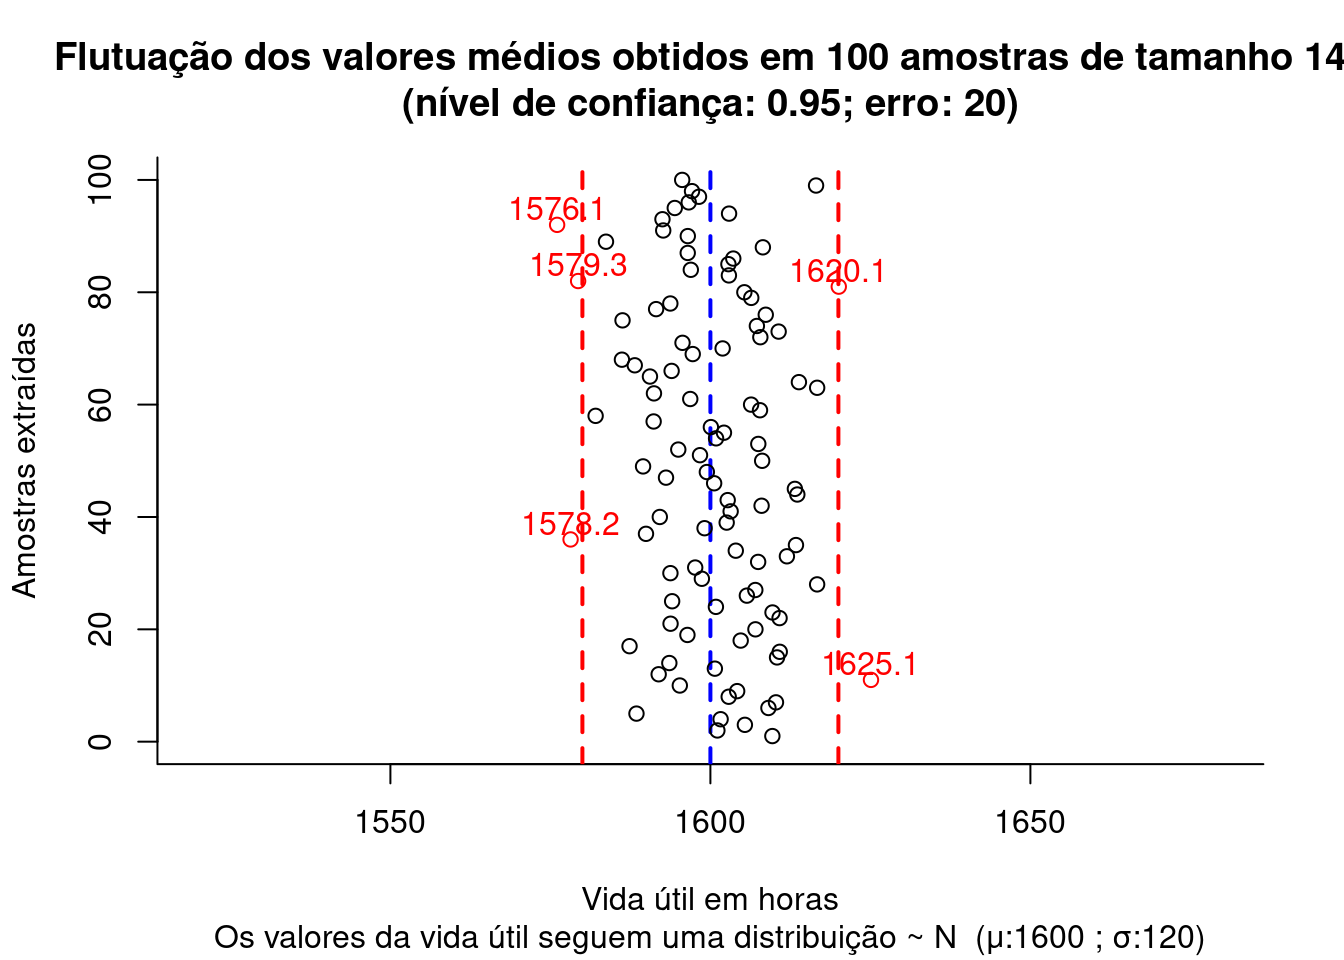 Flutuação dos valores médios obtidos em 100 amostras de tamanho 14
(nível de confiança: 0.95; erro: 20)
Amostras extraídas
100
80
60
40
20
0
1576.1
1579.3
1620.1
1578.2
1625.1
1550
1600
1650
Vida útil em horas
Os valores da vida útil seguem uma distribuição ~ N (μ:1600 ; σ:120)